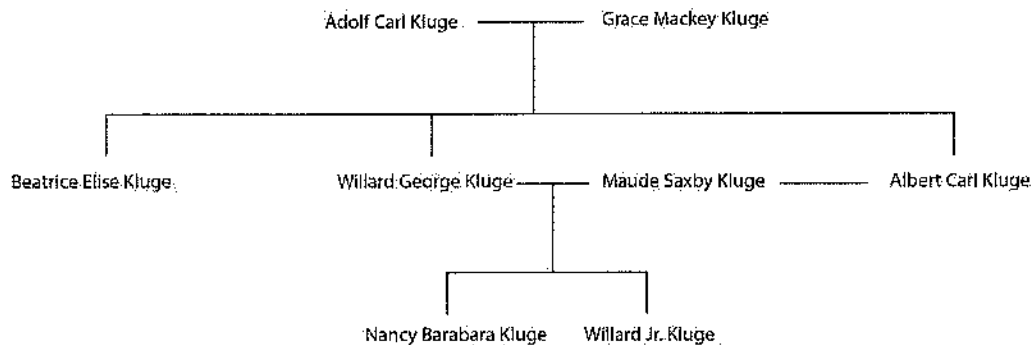 Adolf Carl Kluge Grace Mackey Kluge
Beatrice Elise Kluge Willard George Kluge Maude Saxby Kluge Albert Carl Kluge
Nancy Barabara Kluge Willard Jr. Kluge